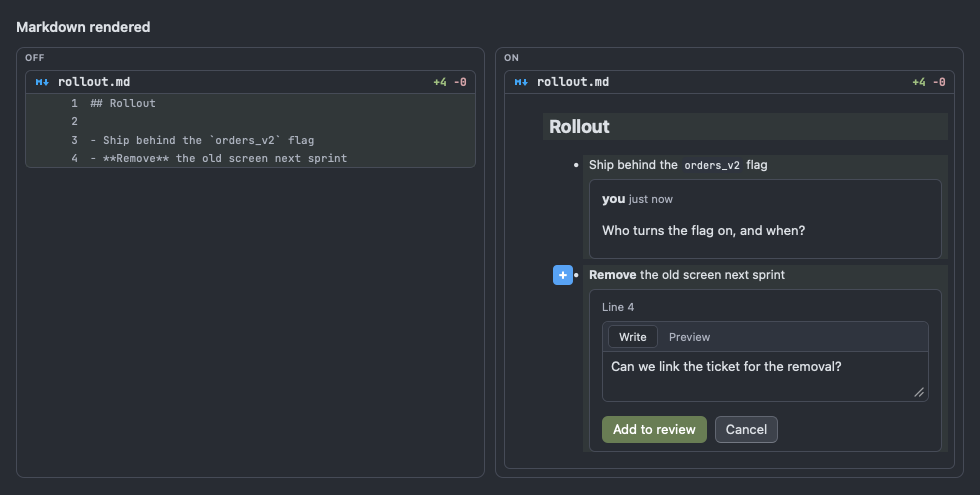 Markdown rendered
OFF
M↓ rollout.md +4 -0
1 ## Rollout
2
3 - Ship behind the `orders_v2` flag
4 - **Remove** the old screen next sprint
ON
M↓ rollout.md +4 -0
Rollout
• Ship behind the orders_v2 flag
you just now
Who turns the flag on, and when?
+ • Remove the old screen next sprint
Line 4
Write Preview
Can we link the ticket for the removal?
Add to review Cancel